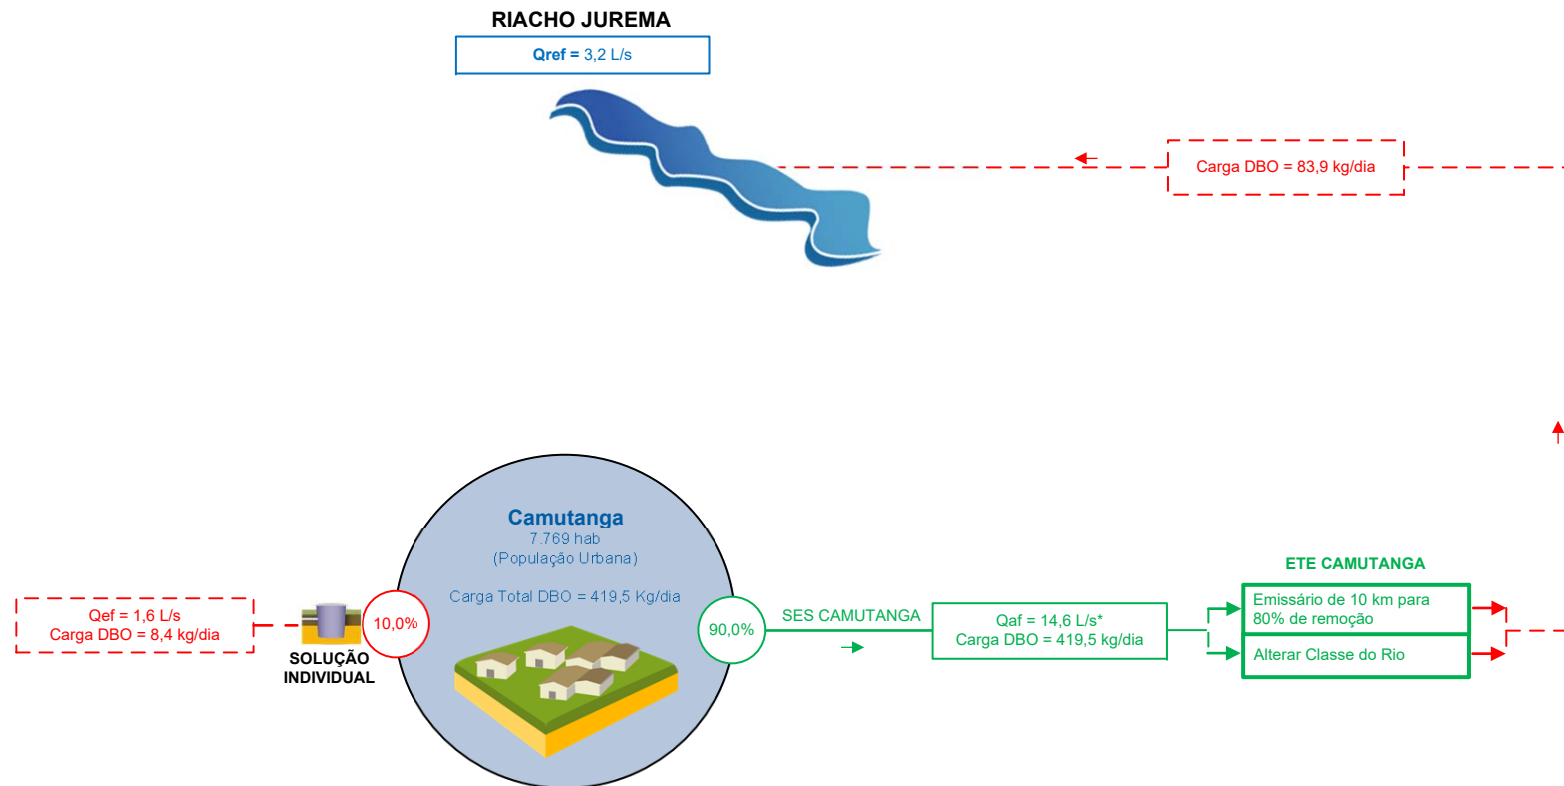 RIACHO JUREMA
Qref = 3,2 L/s
Carga DBO = 83,9 kg/dia
Camutanga
7.769 hab
(População Urbana)
Carga Total DBO = 419,5 Kg/dia
Qef = 1,6 L/s
Carga DBO = 8,4 kg/dia
SOLUÇÃO
INDIVIDUAL
10,0%
90,0%
SES CAMUTANGA
Qaf = 14,6 L/s*
Carga DBO = 419,5 kg/dia
ETE CAMUTANGA
Emissário de 10 km para
80% de remoção
Alterar Classe do Rio